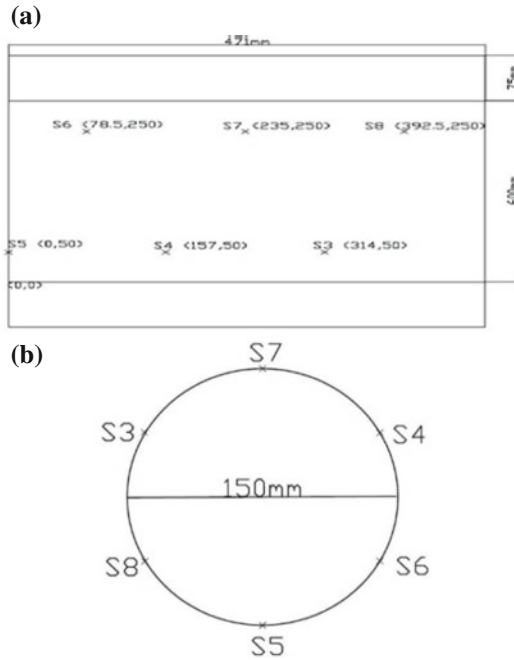 (a)
471mm
75mm
S6 (78.5,250) S7 (235,250) S8 (392.5,250)
600mm
S5 (0,50) S4 (157,50) S3 (314,50)
(0,0)
(b)
S7
S3 S4
150mm
S8 S6
S5